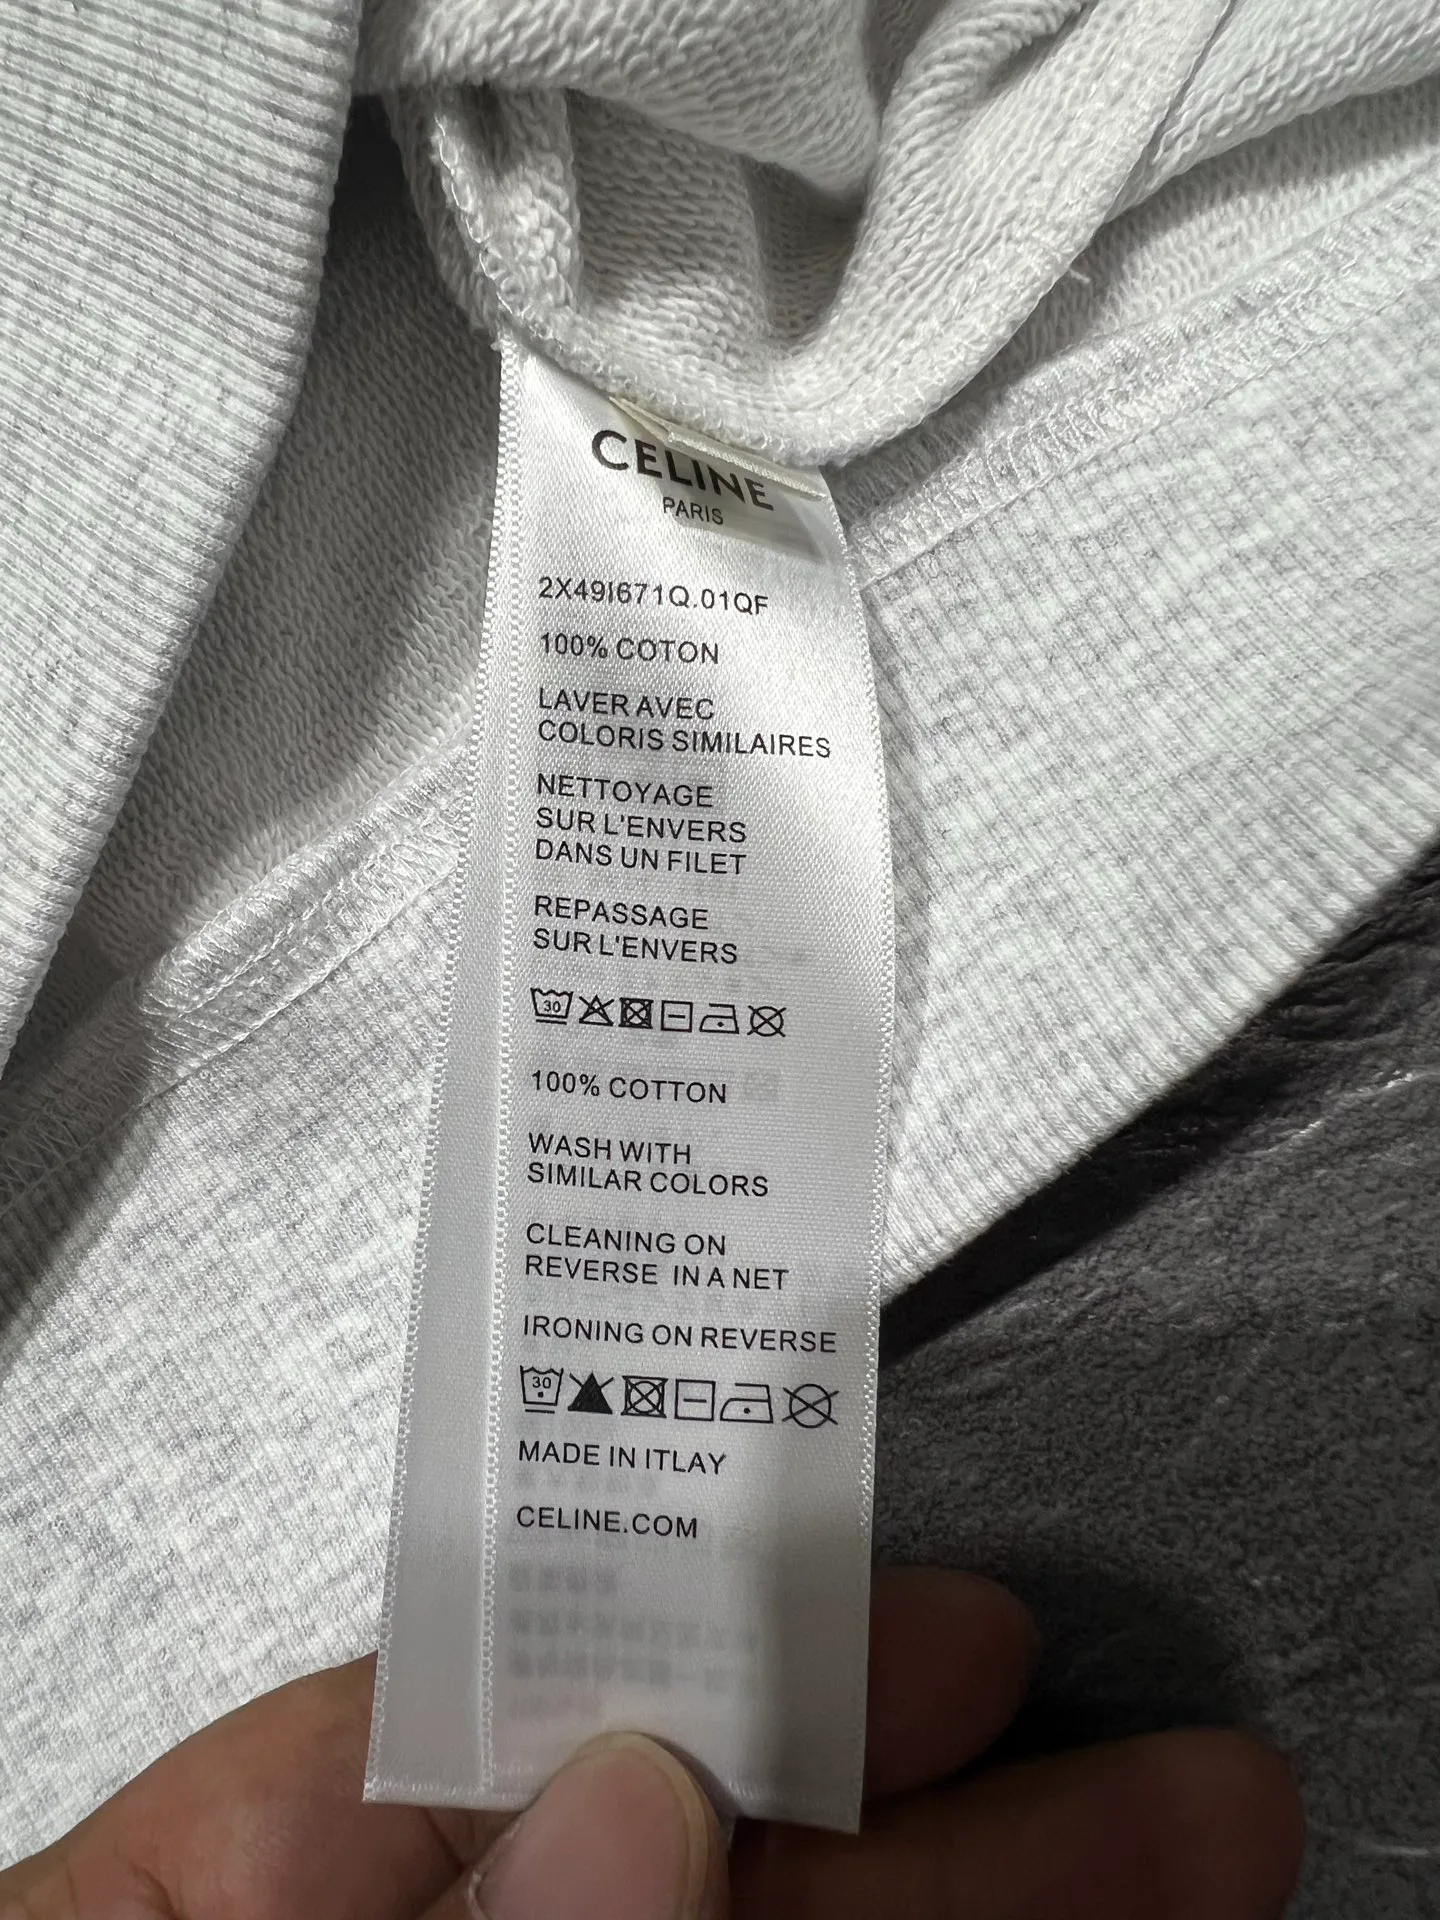 CELINE
PARIS
2X49I671Q.01QF
100% COTON
LAVER AVEC
COLORIS SIMILAIRES
NETTOYAGE
SUR L'ENVERS
DANS UN FILET
REPASSAGE
SUR L'ENVERS
30
100% COTTON
WASH WITH
SIMILAR COLORS
CLEANING ON
REVERSE IN A NET
IRONING ON REVERSE
30
MADE IN ITLAY
CELINE.COM